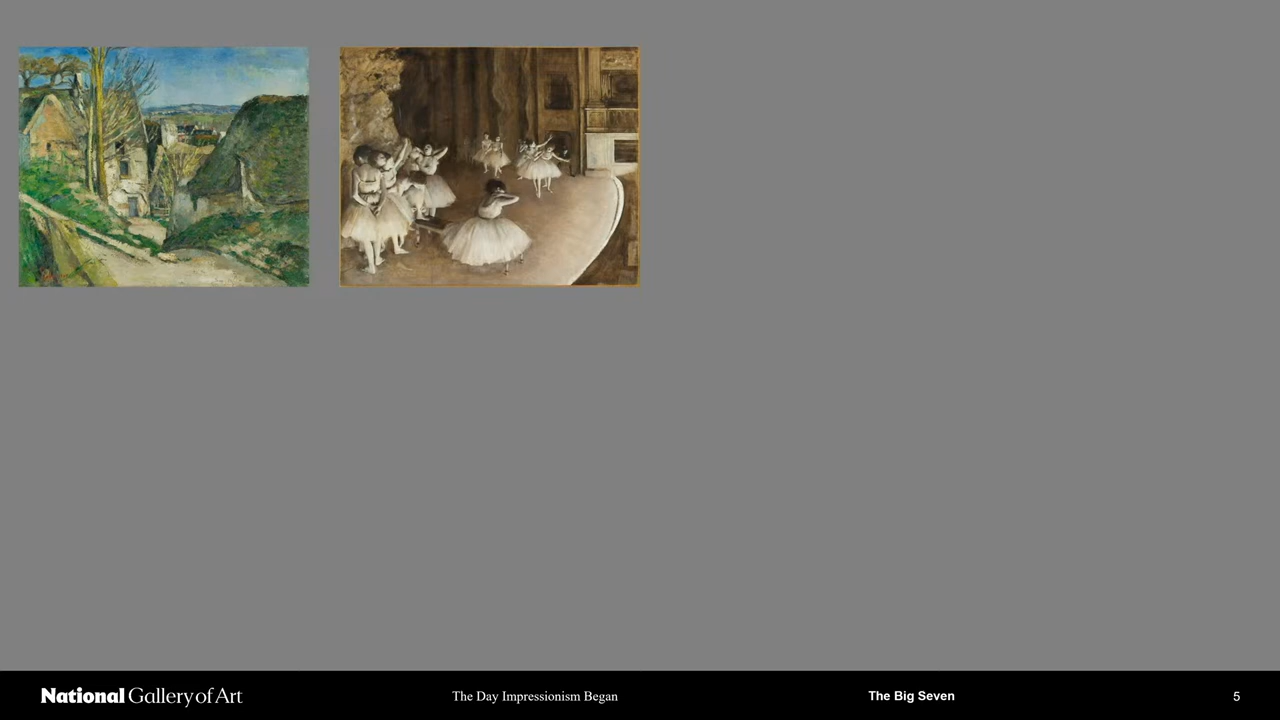 National Gallery of Art
The Day Impressionism Began
The Big Seven
5